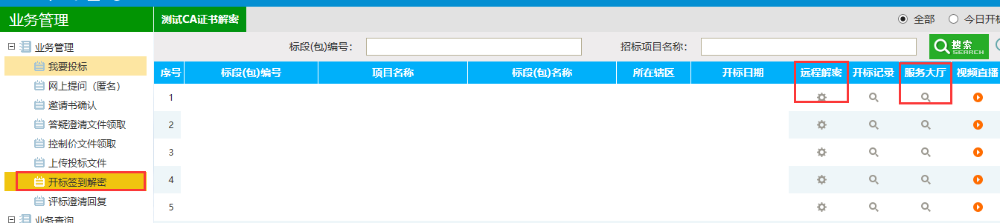 业务管理
测试CA证书解密
全部
今日开标
标段(包)编号：
招标项目名称：
搜索
SEARCH
业务管理
我要投标
网上提问（匿名）
邀请书确认
答疑澄清文件领取
控制价文件领取
上传投标文件
开标签到解密
评标澄清回复
业务查询
序号 标段(包)编号 项目名称 标段(包)名称 所在辖区 开标日期 远程解密 开标记录 服务大厅 视频直播
1
2
3
4
5